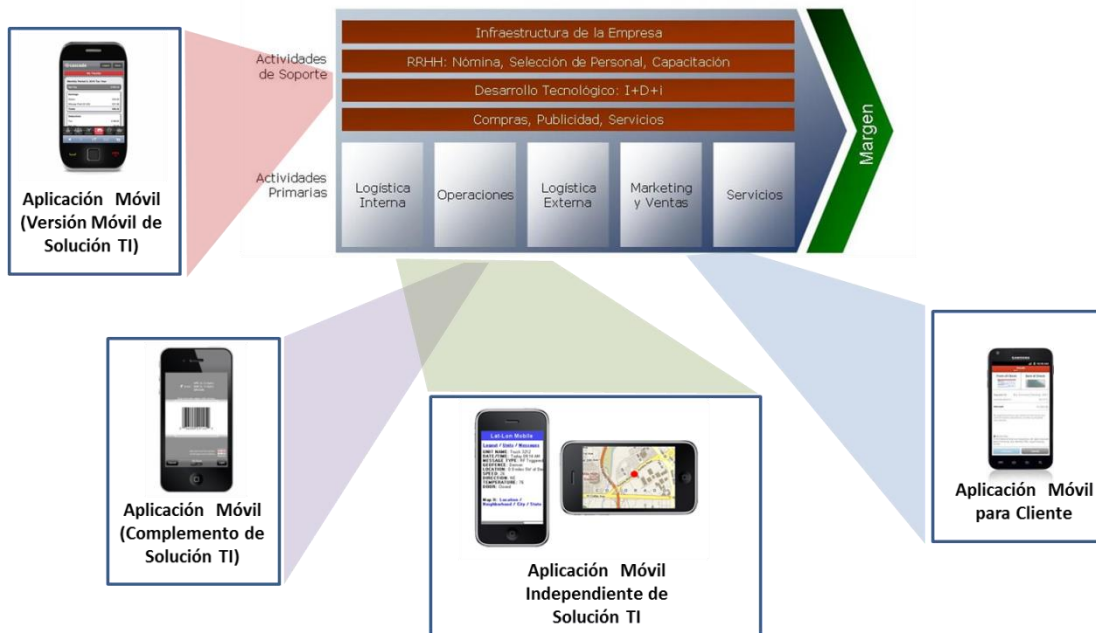 Infraestructura de la Empresa
Actividades
de Soporte
RRHH: Nómina, Selección de Personal, Capacitación
Desarrollo Tecnológico: I+D+i
Compras, Publicidad, Servicios
Margen
Actividades
Primarias
Logística
Interna
Operaciones
Logística
Externa
Marketing
y Ventas
Servicios
Aplicación Móvil
(Versión Móvil de
Solución TI)
Aplicación Móvil
(Complemento de
Solución TI)
Lat-Lon Mobile
Aplicación Móvil
Independiente de
Solución TI
SAMSUNG
Aplicación Móvil
para Cliente